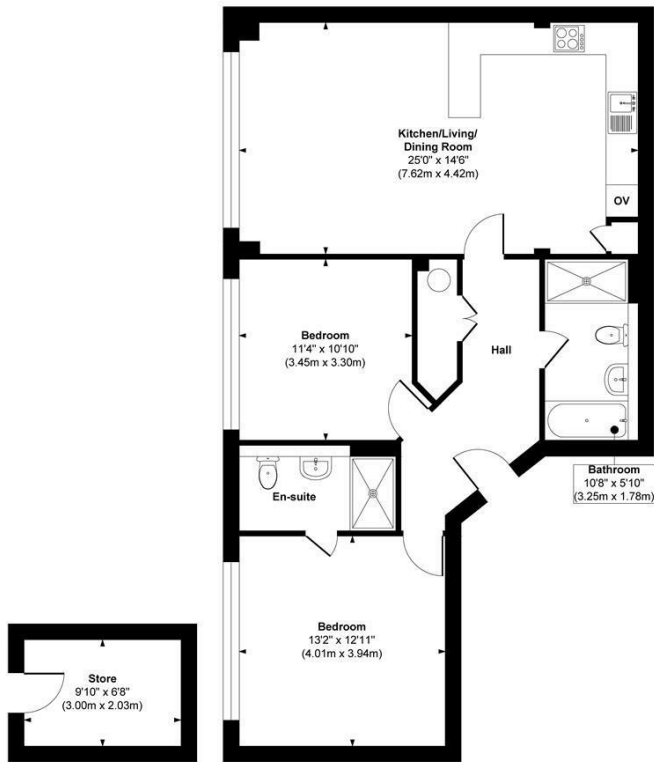 Kitchen/Living/
Dining Room
25'0" x 14'6"
(7.62m x 4.42m)
OV
Bedroom
11'4" x 10'10"
(3.45m x 3.30m)
Hall
En-suite
Bathroom
10'8" x 5'10"
(3.25m x 1.78m)
Bedroom
13'2" x 12'11"
(4.01m x 3.94m)
Store
9'10" x 6'8"
(3.00m x 2.03m)